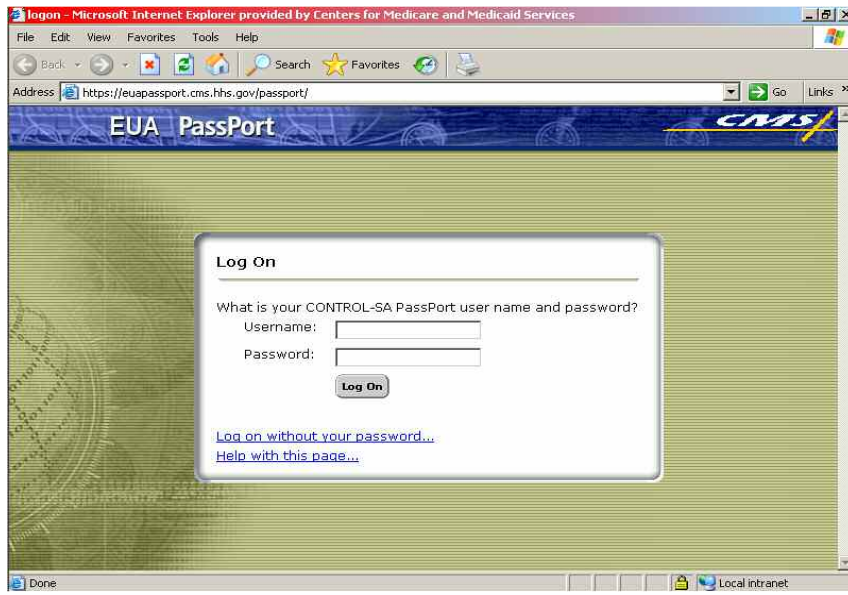 logon - Microsoft Internet Explorer provided by Centers for Medicare and Medicaid Services
File Edit View Favorites Tools Help
Back Search Favorites
Address https://euapassport.cms.hhs.gov/passport/ Go Links »
EUA PassPort CMS
Log On
What is your CONTROL-SA PassPort user name and password?
Username:
Password:
Log On
Log on without your password...
Help with this page...
Done Local intranet